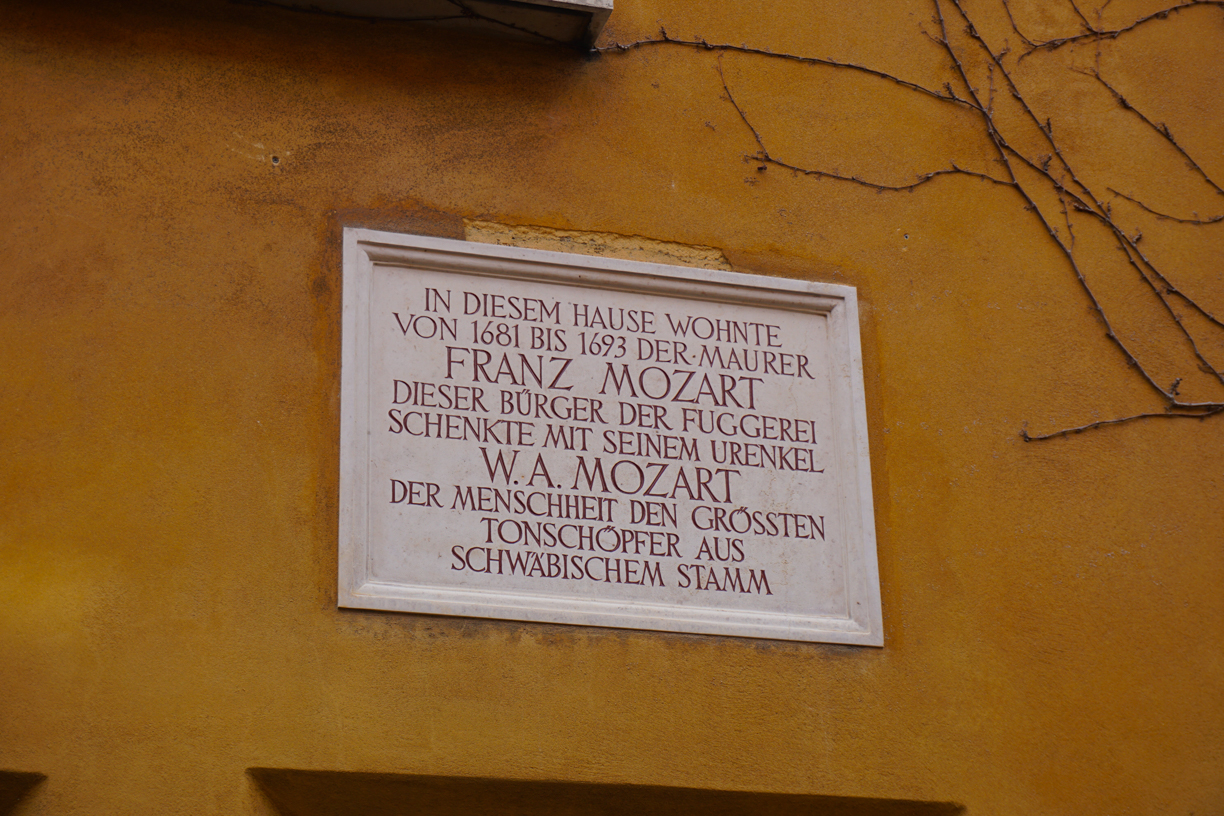 IN DIESEM HAUSE WOHNTE
VON 1681 BIS 1693 DER MAURER
FRANZ MOZART
DIESER BÜRGER DER FUGGEREI
SCHENKTE MIT SEINEM URENKEL
W. A. MOZART
DER MENSCHHEIT DEN GRÖSSTEN
TONSCHÖPFER AUS
SCHWÄBISCHEM STAMM